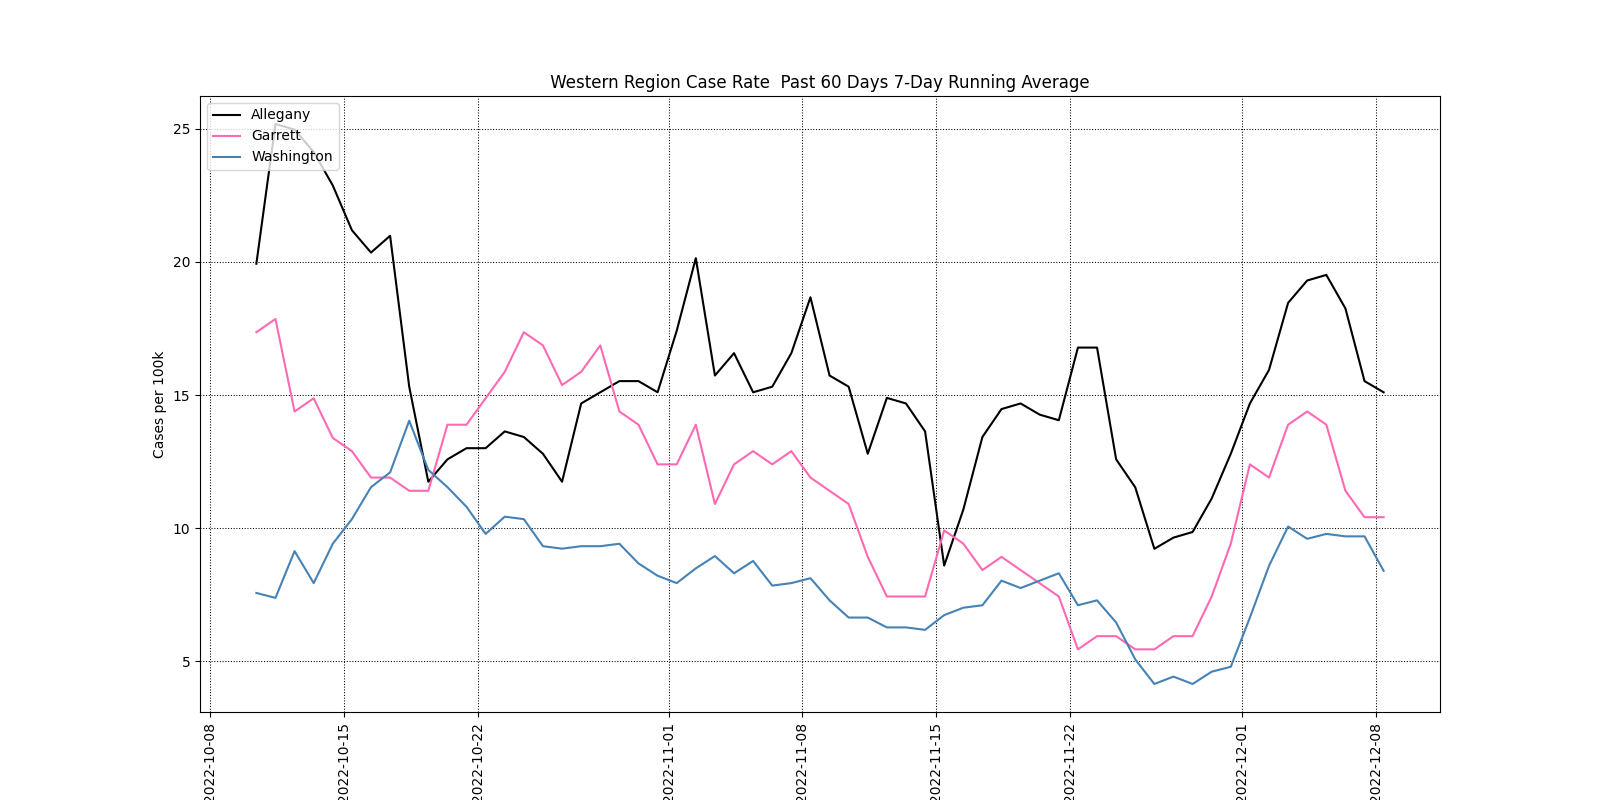 Western Region Case Rate  Past 60 Days 7-Day Running Average
Allegany
Garrett
Washington
Cases per 100k
25
20
15
10
5
2022-10-08
2022-10-15
2022-10-22
2022-11-01
2022-11-08
2022-11-15
2022-11-22
2022-12-01
2022-12-08